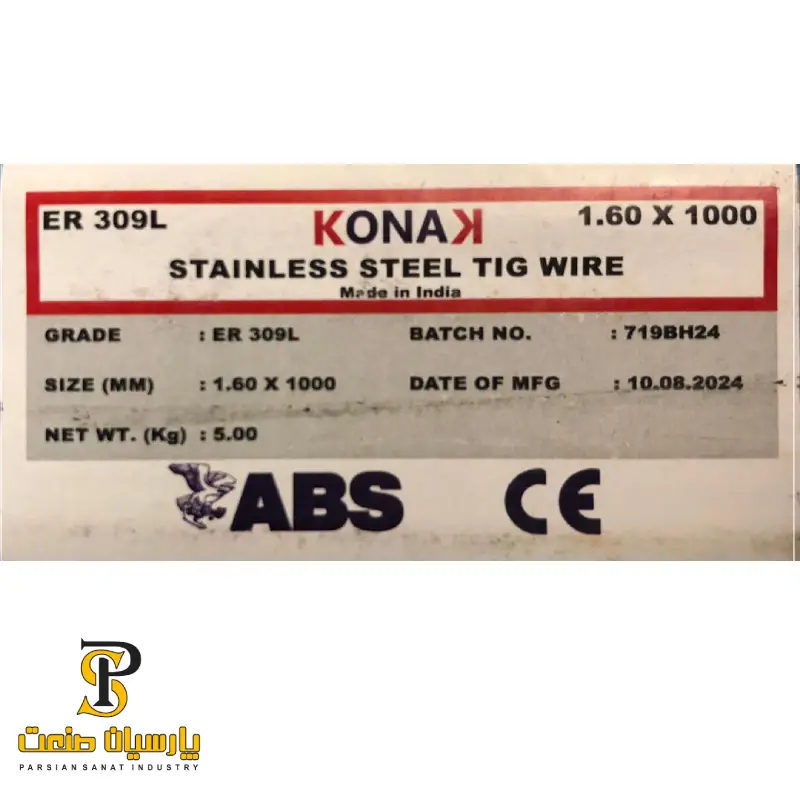 ER 309L KONAK 1.60 X 1000
STAINLESS STEEL TIG WIRE
Made in India
GRADE : ER 309L BATCH NO. : 719BH24
SIZE (MM) : 1.60 X 1000 DATE OF MFG : 10.08.2024
NET WT. (Kg) : 5.00
ABS CE
PS
پارسیان صنعت
PARSIAN SANAT INDUSTRY